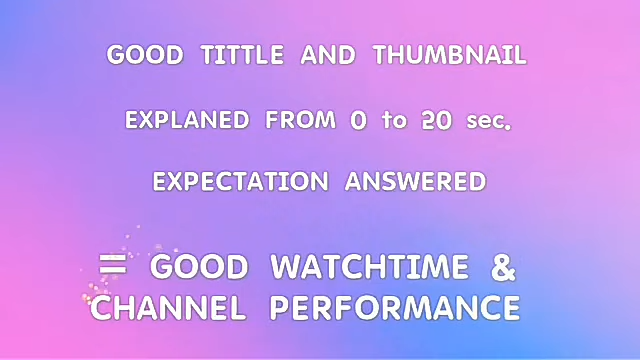 GOOD TITTLE AND THUMBNAIL
EXPLANED FROM 0 to 20 sec.
EXPECTATION ANSWERED
= GOOD WATCHTIME &
CHANNEL PERFORMANCE